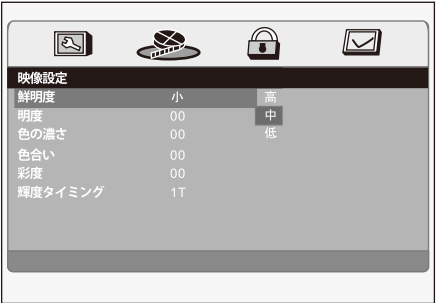 映像設定
鮮明度 小 高
明度 00 中
色の濃さ 00 低
色合い 00
彩度 00
輝度タイミング 1T